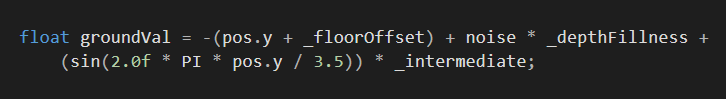 float groundVal = -(pos.y + _floorOffset) + noise * _depthFillness +
(sin(2.0f * PI * pos.y / 3.5)) * _intermediate;